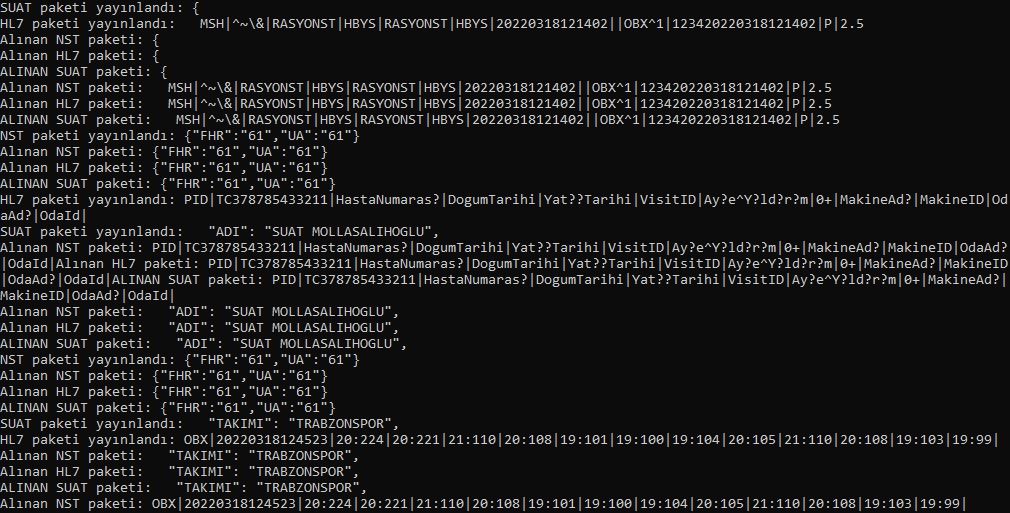 SUAT paketi yayınlandı: {
HL7 paketi yayınlandı:   MSH|^~\&|RASYONST|HBYS|RASYONST|HBYS|20220318121402||OBX^1|123420220318121402|P|2.5
Alınan NST paketi: {
Alınan HL7 paketi: {
ALINAN SUAT paketi: {
Alınan NST paketi:   MSH|^~\&|RASYONST|HBYS|RASYONST|HBYS|20220318121402||OBX^1|123420220318121402|P|2.5
Alınan HL7 paketi:   MSH|^~\&|RASYONST|HBYS|RASYONST|HBYS|20220318121402||OBX^1|123420220318121402|P|2.5
ALINAN SUAT paketi:   MSH|^~\&|RASYONST|HBYS|RASYONST|HBYS|20220318121402||OBX^1|123420220318121402|P|2.5
NST paketi yayınlandı: {"FHR":"61","UA":"61"}
Alınan NST paketi: {"FHR":"61","UA":"61"}
Alınan HL7 paketi: {"FHR":"61","UA":"61"}
ALINAN SUAT paketi: {"FHR":"61","UA":"61"}
HL7 paketi yayınlandı: PID|TC378785433211|HastaNumaras?|DogumTarihi|Yat??Tarihi|VisitID|Ay?e^Y?ld?r?m|0+|MakineAd?|MakineID|Od
aAd?|OdaId|
SUAT paketi yayınlandı:   "ADI": "SUAT MOLLASALIHOGLU",
Alınan NST paketi: PID|TC378785433211|HastaNumaras?|DogumTarihi|Yat??Tarihi|VisitID|Ay?e^Y?ld?r?m|0+|MakineAd?|MakineID|OdaAd?
|OdaId|Alınan HL7 paketi: PID|TC378785433211|HastaNumaras?|DogumTarihi|Yat??Tarihi|VisitID|Ay?e^Y?ld?r?m|0+|MakineAd?|MakineID
|OdaAd?|OdaId|ALINAN SUAT paketi: PID|TC378785433211|HastaNumaras?|DogumTarihi|Yat??Tarihi|VisitID|Ay?e^Y?ld?r?m|0+|MakineAd?|
MakineID|OdaAd?|OdaId|
Alınan NST paketi:   "ADI": "SUAT MOLLASALIHOGLU",
Alınan HL7 paketi:   "ADI": "SUAT MOLLASALIHOGLU",
ALINAN SUAT paketi:   "ADI": "SUAT MOLLASALIHOGLU",
NST paketi yayınlandı: {"FHR":"61","UA":"61"}
Alınan NST paketi: {"FHR":"61","UA":"61"}
Alınan HL7 paketi: {"FHR":"61","UA":"61"}
ALINAN SUAT paketi: {"FHR":"61","UA":"61"}
SUAT paketi yayınlandı:   "TAKIMI": "TRABZONSPOR",
HL7 paketi yayınlandı: OBX|20220318124523|20:224|20:221|21:110|20:108|19:101|19:100|19:104|20:105|21:110|20:108|19:103|19:99|
Alınan NST paketi:   "TAKIMI": "TRABZONSPOR",
Alınan HL7 paketi:   "TAKIMI": "TRABZONSPOR",
ALINAN SUAT paketi:   "TAKIMI": "TRABZONSPOR",
Alınan NST paketi: OBX|20220318124523|20:224|20:221|21:110|20:108|19:101|19:100|19:104|20:105|21:110|20:108|19:103|19:99|